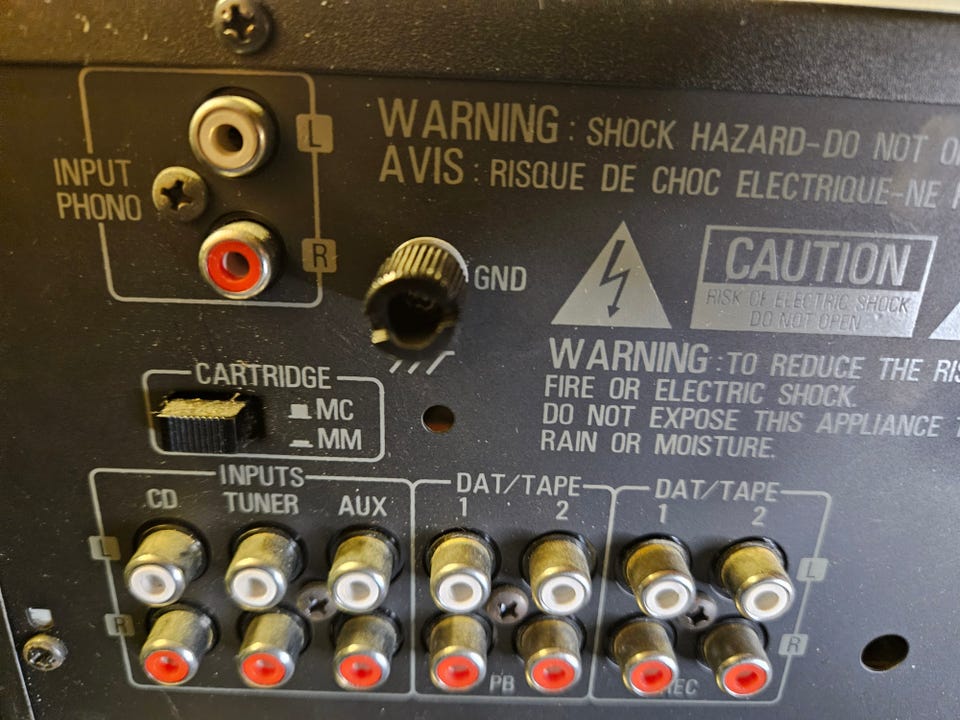 INPUT
PHONO
L
R
GND
WARNING : SHOCK HAZARD-DO NOT
AVIS : RISQUE DE CHOC ELECTRIQUE-NE
CAUTION
RISK OF ELECTRIC SHOCK
DO NOT OPEN
WARNING : TO REDUCE THE
FIRE OR ELECTRIC SHOCK.
DO NOT EXPOSE THIS APPLIANCE
RAIN OR MOISTURE.
CARTRIDGE
MC
MM
INPUTS
CD TUNER AUX
DAT/TAPE
1 2
DAT/TAPE
1 2
L
R
L
R
PB
REC